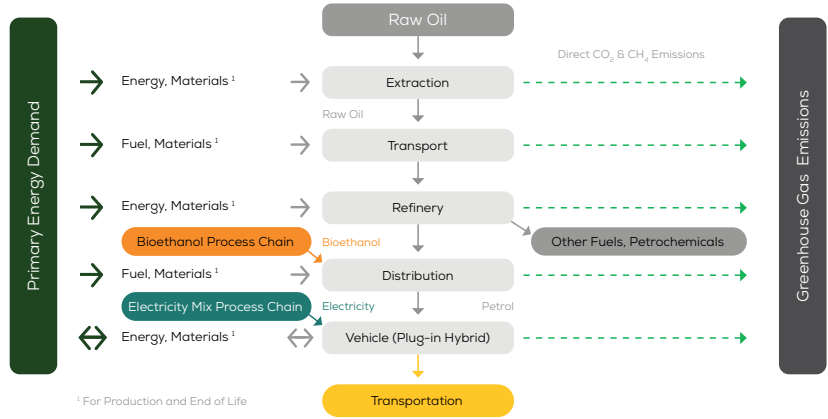 Raw Oil
Primary Energy Demand
Greenhouse Gas Emissions
Direct CO₂ & CH₄ Emissions
Energy, Materials ¹
Extraction
Raw Oil
Fuel, Materials ¹
Transport
Energy, Materials ¹
Refinery
Bioethanol Process Chain
Bioethanol
Other Fuels, Petrochemicals
Fuel, Materials ¹
Distribution
Electricity Mix Process Chain
Electricity
Petrol
Energy, Materials ¹
Vehicle (Plug-in Hybrid)
¹ For Production and End of Life
Transportation